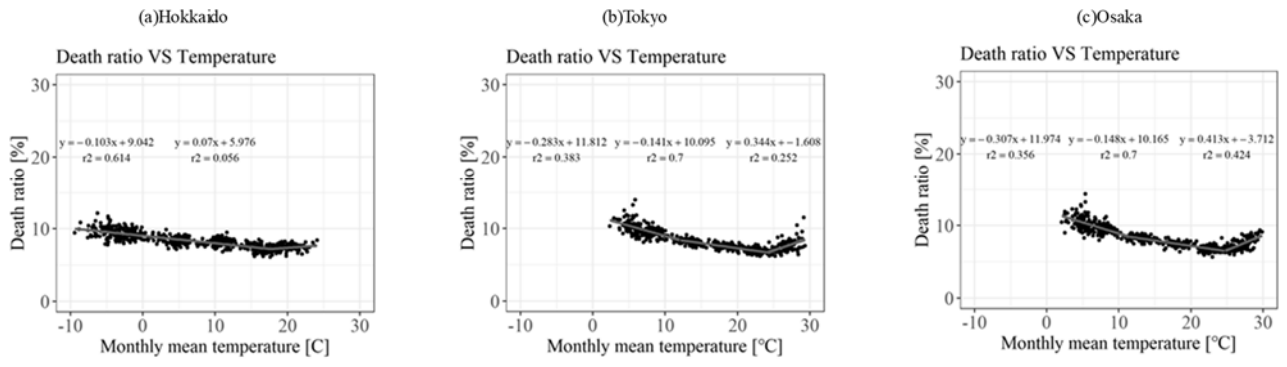 (a)Hokkaido
Death ratio VS Temperature
Death ratio [%]
30
20
10
0
y=−0.103x+9.042
r2=0.614
y=0.07x+5.976
r2=0.056
-10
0
10
20
30
Monthly mean temperature [C]
(b)Tokyo
Death ratio VS Temperature
Death ratio [%]
30
20
10
0
y=−0.283x+11.812
r2=0.383
y=−0.141x+10.095
r2=0.7
y=0.344x+−1.608
r2=0.252
-10
0
10
20
30
Monthly mean temperature [°C]
(c)Osaka
Death ratio VS Temperature
Death ratio [%]
30
20
10
0
y=−0.307x+11.974
r2=0.356
y=−0.148x+10.165
r2=0.7
y=0.413x+−3.712
r2=0.424
-10
0
10
20
30
Monthly mean temperature [°C]